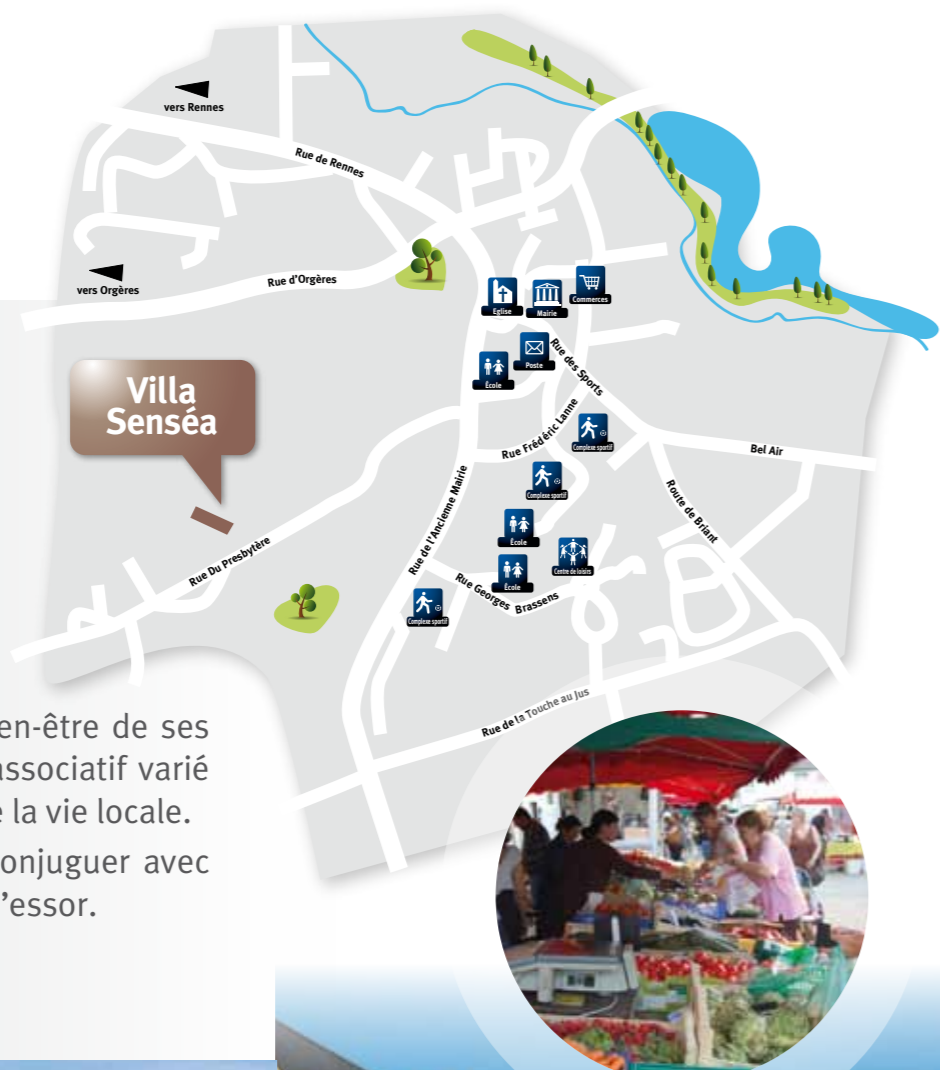 vers Rennes
Rue de Rennes
vers Orgères
Rue d'Orgères
Eglise
Mairie
Commerces
Poste
École
Rue des Sports
Villa
Senséa
Rue Frédéric Lanne
Complexe sportif
Bel Air
Complexe sportif
Rue de l'Ancienne Mairie
Route de Briant
École
Rue Du Presbytère
Centre de loisirs
École
Rue Georges Brassens
Complexe sportif
Rue de la Touche au Jus
en-être de ses
associatif varié
e la vie locale.
onjuguer avec
'essor.